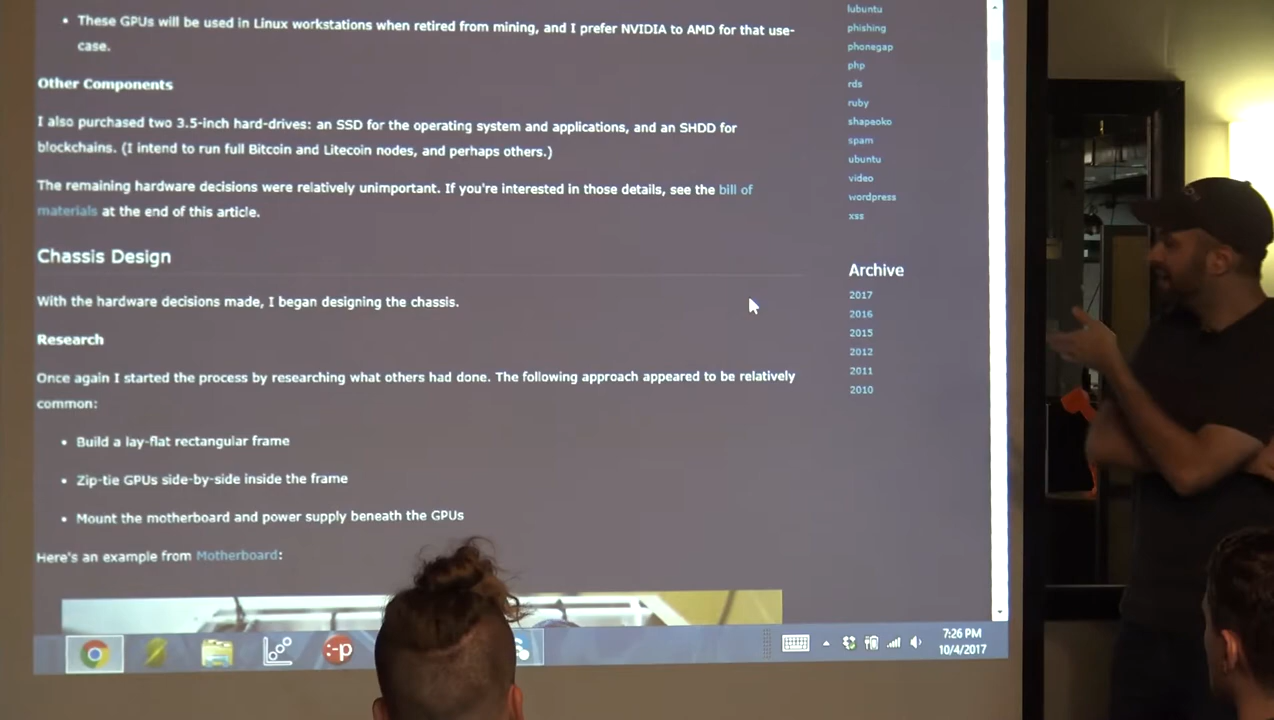 These GPUs will be used in Linux workstations when retired from mining, and I prefer NVIDIA to AMD for that use-
case.
Other Components
I also purchased two 3.5-inch hard-drives: an SSD for the operating system and applications, and an SHDD for
blockchains. (I intend to run full Bitcoin and Litecoin nodes, and perhaps others.)
The remaining hardware decisions were relatively unimportant. If you're interested in those details, see the bill of
materials at the end of this article.
Chassis Design
With the hardware decisions made, I began designing the chassis.
Research
Once again I started the process by researching what others had done. The following approach appeared to be relatively
common:
Build a lay-flat rectangular frame
Zip-tie GPUs side-by-side inside the frame
Mount the motherboard and power supply beneath the GPUs
Here's an example from Motherboard:
lubuntu
phishing
phonegap
php
rds
ruby
shapeoko
spam
ubuntu
video
wordpress
xss
Archive
2017
2016
2015
2012
2011
2010
:-p
7:26 PM
10/4/2017